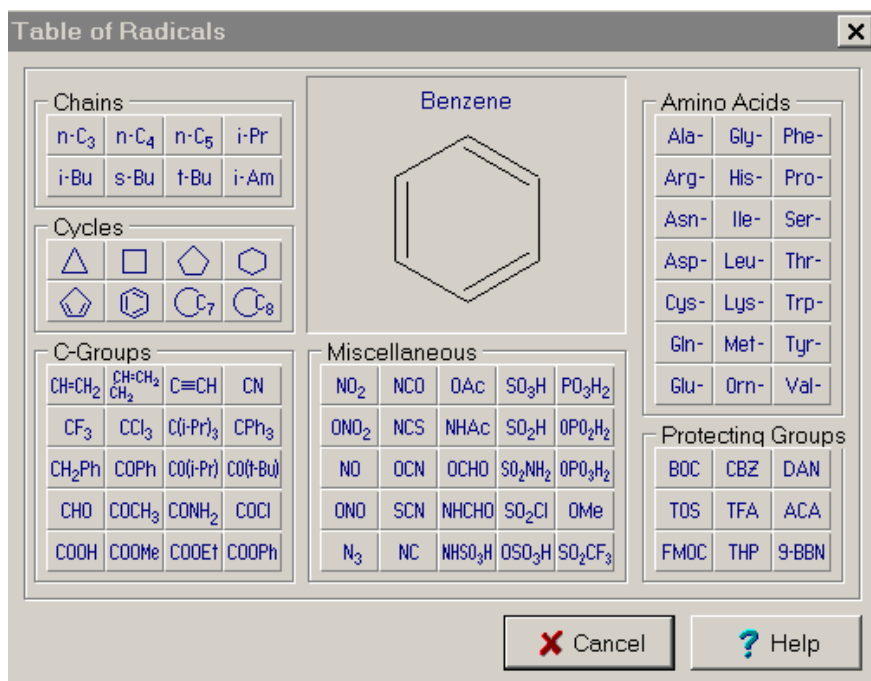 Table of Radicals
Chains
n-C₃ n-C₄ n-C₅ i-Pr
i-Bu s-Bu t-Bu i-Am
Cycles
C₇ C₈
Benzene
Amino Acids
Ala- Gly- Phe-
Arg- His- Pro-
Asn- Ile- Ser-
Asp- Leu- Thr-
Cys- Lys- Trp-
Gln- Met- Tyr-
Glu- Orn- Val-
C-Groups
CH=CH₂ CH=CH₂ CH₂ C≡CH CN
CF₃ CCl₃ C(i-Pr)₃ CPh₃
CH₂Ph COPh CO(i-Pr) CO(t-Bu)
CHO COCH₃ CONH₂ COCl
COOH COOMe COOEt COOPh
Miscellaneous
NO₂ NCO OAc SO₃H PO₃H₂
ONO₂ NCS NHAc SO₂H OPO₂H₂
NO OCN OCHO SO₂NH₂ OPO₃H₂
ONO SCN NHCHO SO₂Cl OMe
N₃ NC NHSO₃H OSO₃H SO₂CF₃
Protecting Groups
BOC CBZ DAN
TOS TFA ACA
FMOC THP 9-BBN
Cancel
? Help